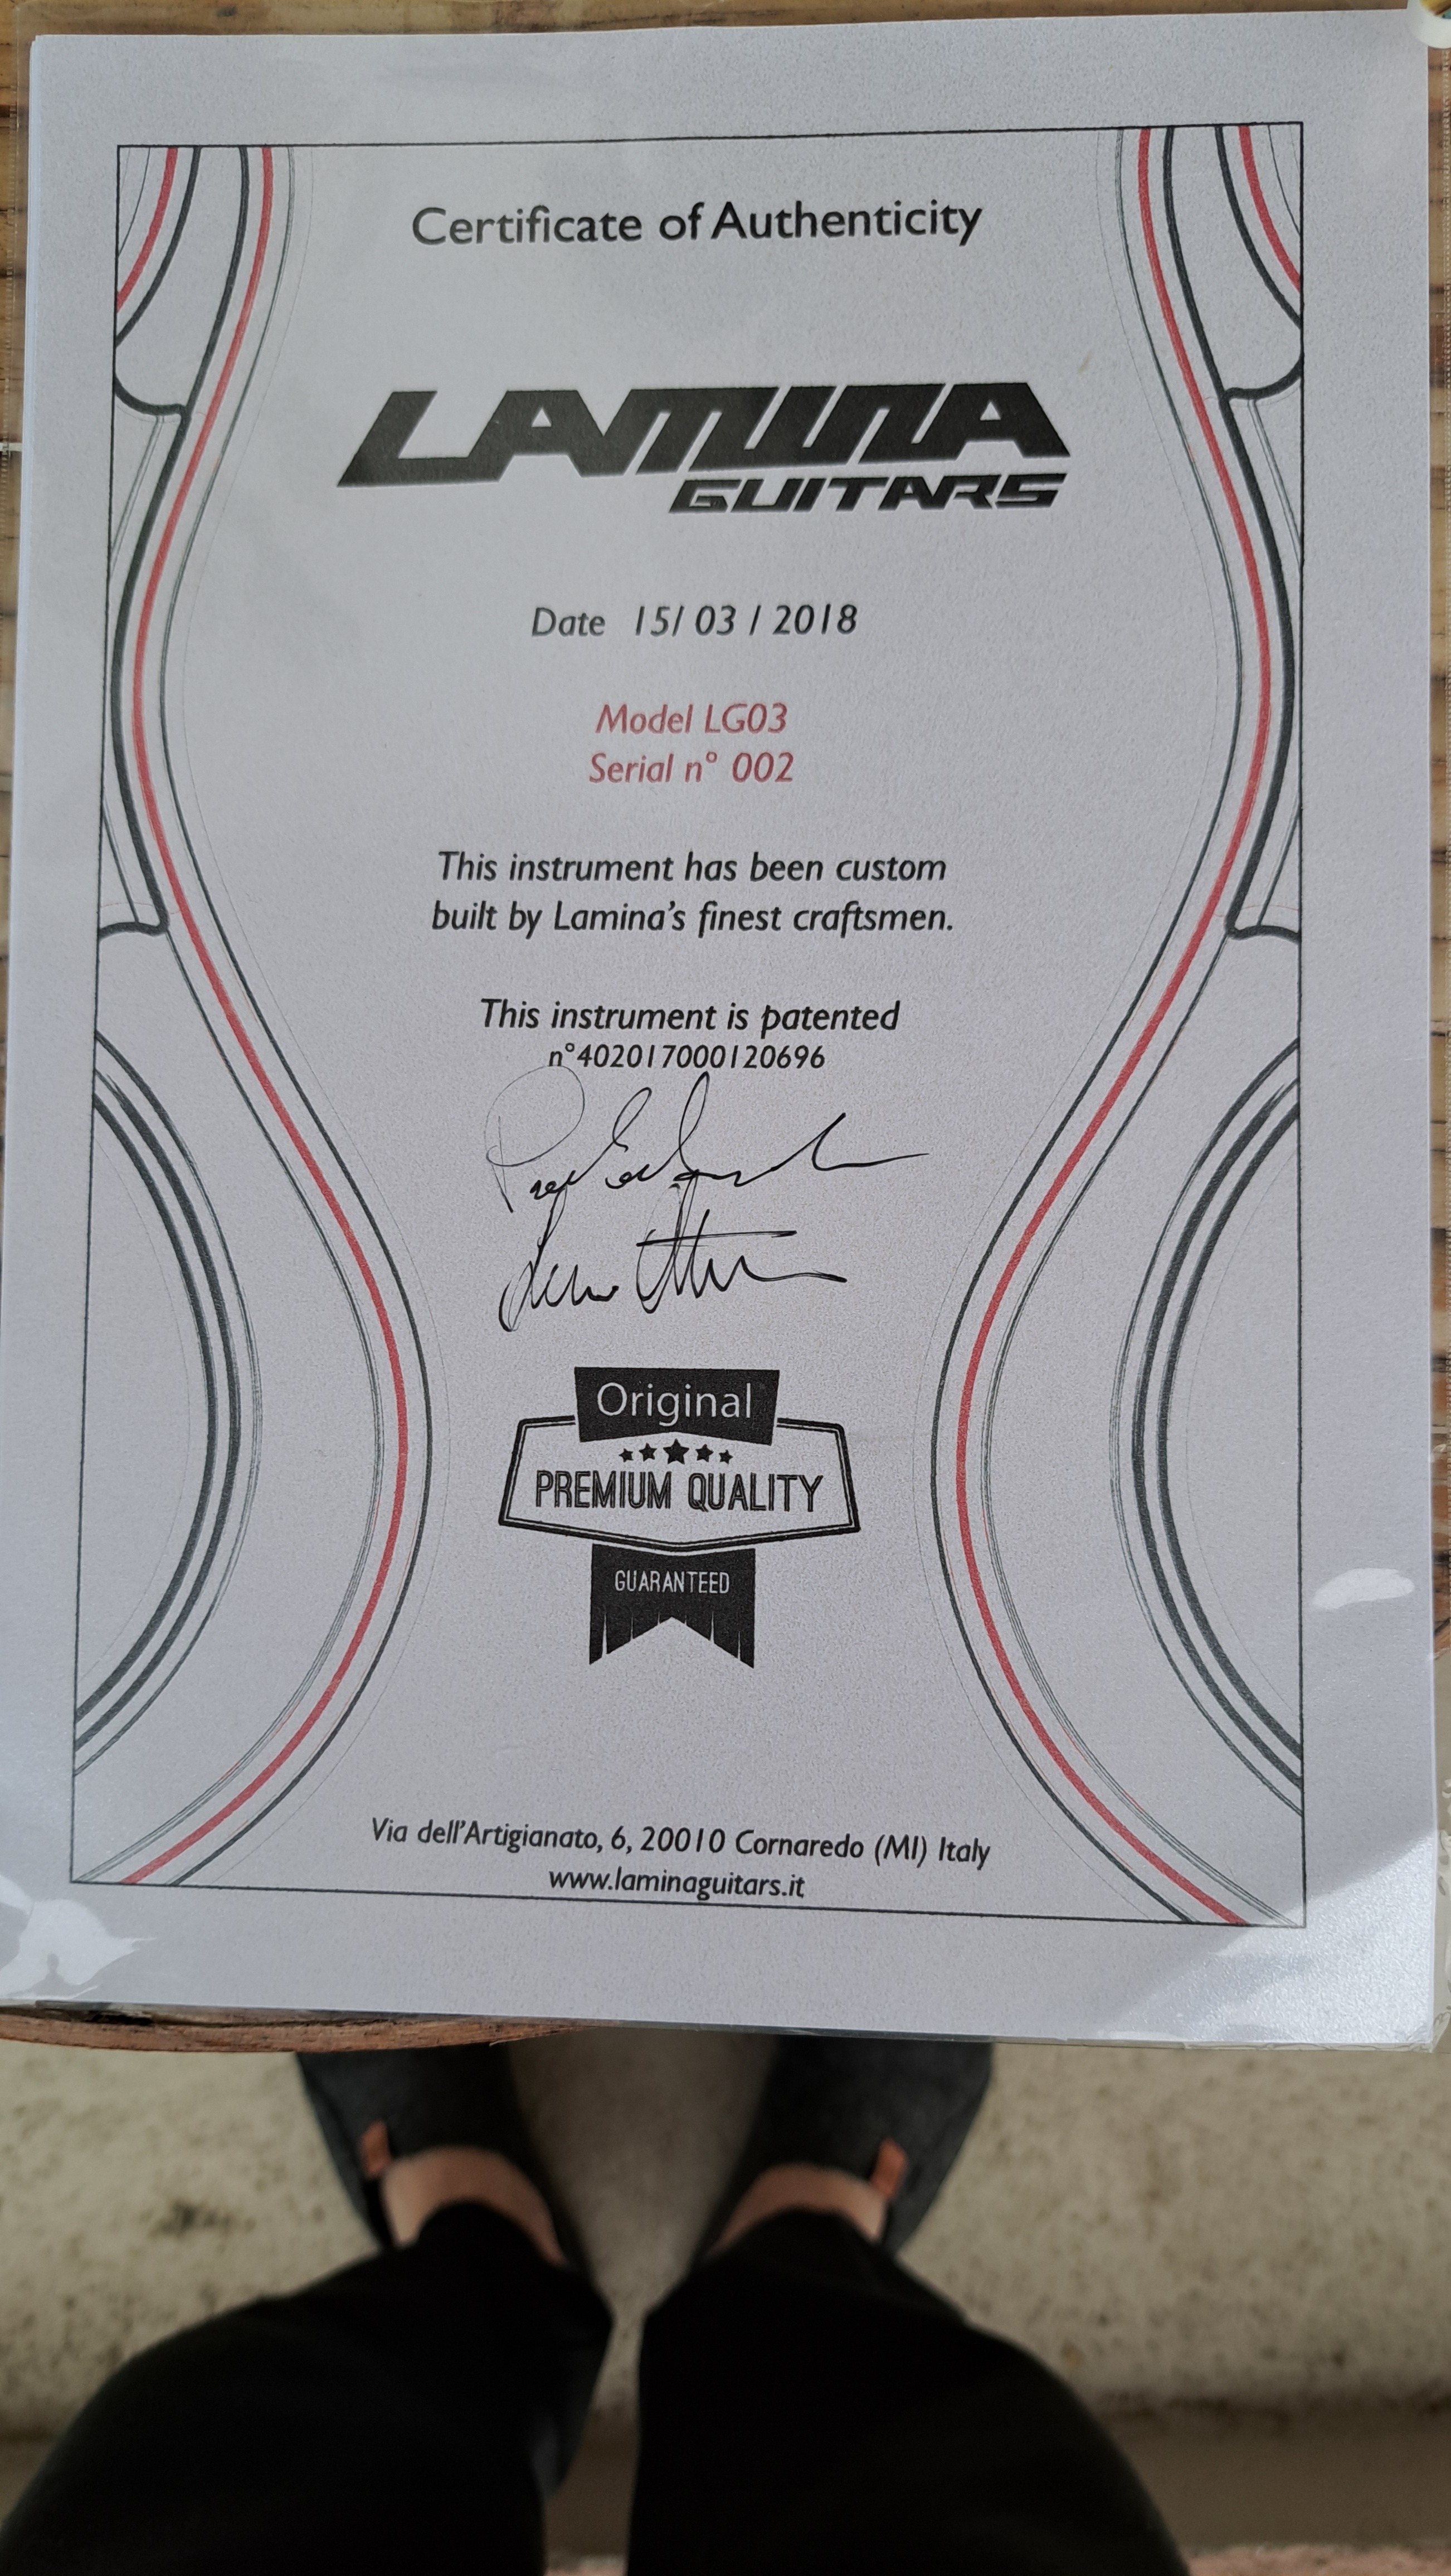 Certificate of Authenticity
LAMINA
GUITARS
Date 15/ 03 / 2018
Model LG03
Serial n° 002
This instrument has been custom
built by Lamina's finest craftsmen.
This instrument is patented
n°402017000120696
Original
PREMIUM QUALITY
GUARANTEED
Via dell'Artigianato, 6, 20010 Cornaredo (MI) Italy
www.laminaguitars.it